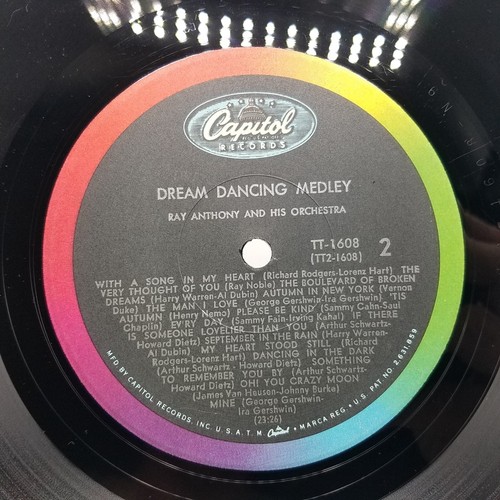 Capitol
RECORDS
DREAM DANCING MEDLEY
RAY ANTHONY AND HIS ORCHESTRA
TT-1608
(TT2-1608)
2
WITH A SONG IN MY HEART (Richard Rodgers-Lorenz Hart) THE
VERY THOUGHT OF YOU (Ray Noble) THE BOULEVARD OF BROKEN
DREAMS (Harry Warren-Al Dubin) AUTUMN IN NEW YORK (Vernon
Duke) THE MAN I LOVE (George Gershwin-Ira Gershwin) 'TIS
AUTUMN (Henry Nemo) PLEASE BE KIND (Sammy Cahn-Saul
Chaplin) EV'RY DAY (Sammy Fain-Irving Kahal) IF THERE
IS SOMEONE LOVELIER THAN YOU (Arthur Schwartz-
Howard Dietz) SEPTEMBER IN THE RAIN (Harry Warren-
Al Dubin) MY HEART STOOD STILL (Richard
Rodgers-Lorenz Hart) DANCING IN THE DARK
(Arthur Schwartz - Howard Dietz) SOMETHING
TO REMEMBER YOU BY (Arthur Schwartz-
Howard Dietz) OH! YOU CRAZY MOON
(James Van Heusen-Johnny Burke)
MINE (George Gershwin-
Ira Gershwin)
(23:26)
MFD BY CAPITOL RECORDS, INC. U.S.A. T.M. Capitol MARCA REG. • U.S. PAT NO 2,631,859